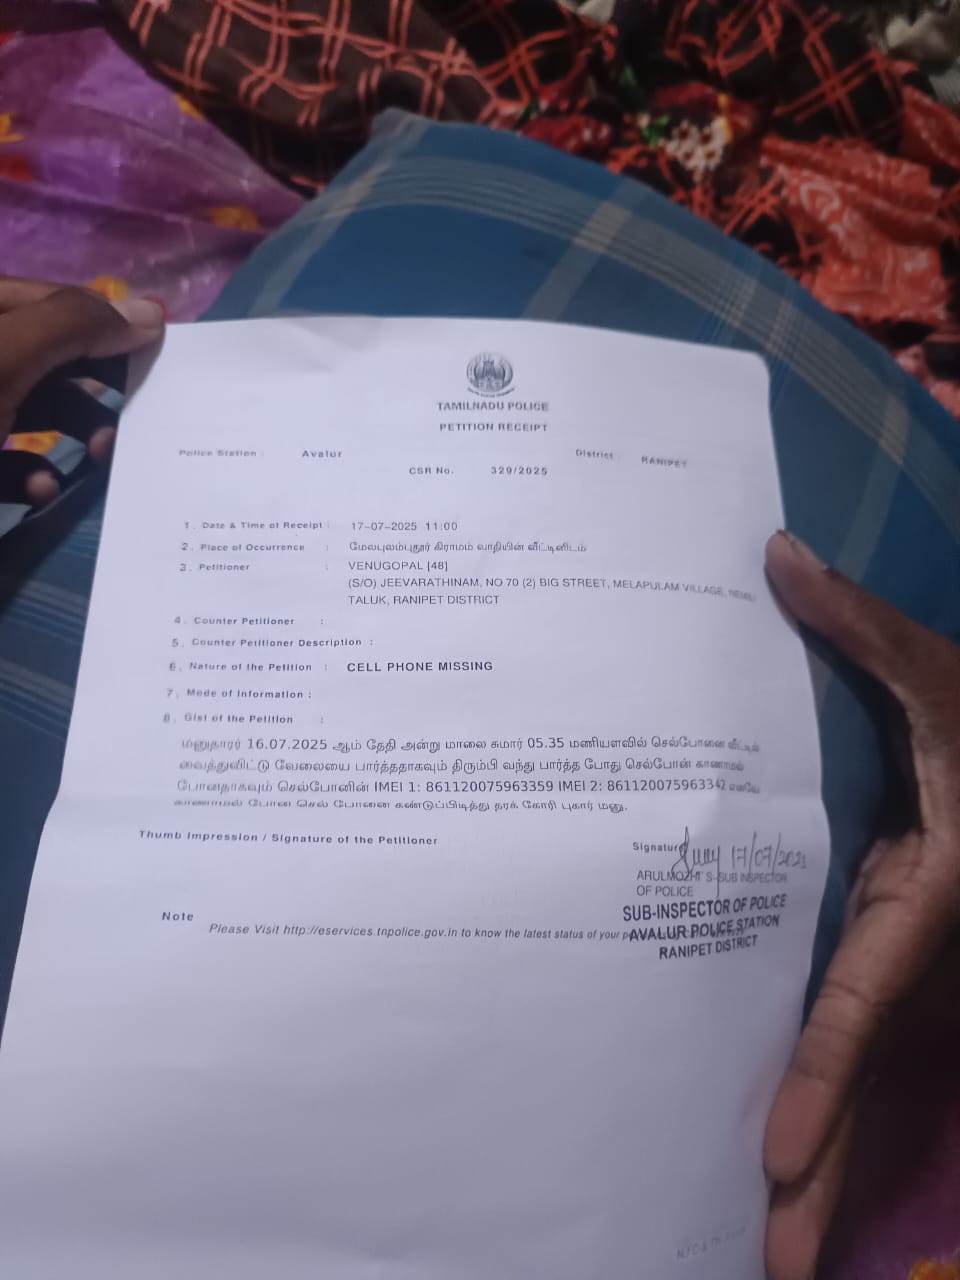 TAMILNADU POLICE
PETITION RECEIPT
Police Station : Avalur District : RANIPET
CSR No. 329/2025
1. Date & Time of Receipt : 17-07-2025 11:00
2. Place of Occurrence : மேலபுலம்புதூர் கிராமம் வாதியின் வீட்டினிடம்
3. Petitioner : VENUGOPAL [48]
(S/O) JEEVARATHINAM, NO 70 (2) BIG STREET, MELAPULAM VILLAGE,
TALUK, RANIPET DISTRICT
4. Counter Petitioner :
5. Counter Petitioner Description :
6. Nature of the Petition : CELL PHONE MISSING
7. Mode of Information :
8. Gist of the Petition :
மனுதாரர் 16.07.2025 ஆம் தேதி அன்று மாலை சுமார் 05.35 மணியளவில் செல்போனை வீட்டில்
வைத்துவிட்டு வேலையை பார்த்ததாகவும் திரும்பி வந்து பார்த்த போது செல்போன் காணாமல்
போனதாகவும் செல்போனின் IMEI 1: 861120075963359 IMEI 2: 861120075963342 எனவே
காணாமல் போன செல் போனை கண்டுப்பிடித்து தரக் கோரி புகார் மனு.
Thumb Impression / Signature of the Petitioner
Signature 17/07/2025
ARULMOZHI S-SUB INSPECTOR
OF POLICE
SUB-INSPECTOR OF POLICE
AVALUR POLICE STATION
RANIPET DISTRICT
Note
Please Visit http://eservices.tnpolice.gov.in to know the latest status of your